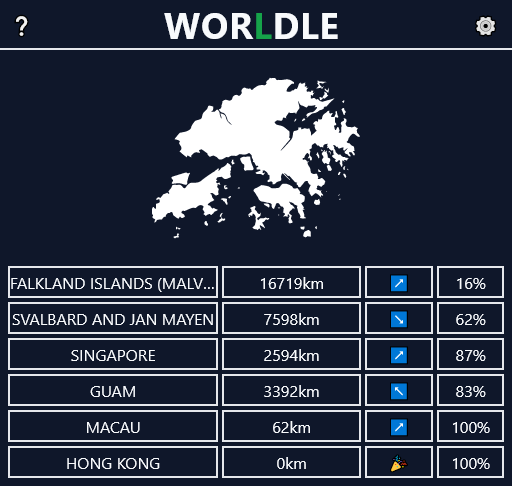 ?
WORLDLE
FALKLAND ISLANDS (MALV... 16719km ↗ 16%
SVALBARD AND JAN MAYEN 7598km ↘ 62%
SINGAPORE 2594km ↗ 87%
GUAM 3392km ↖ 83%
MACAU 62km ↗ 100%
HONG KONG 0km 🎉 100%